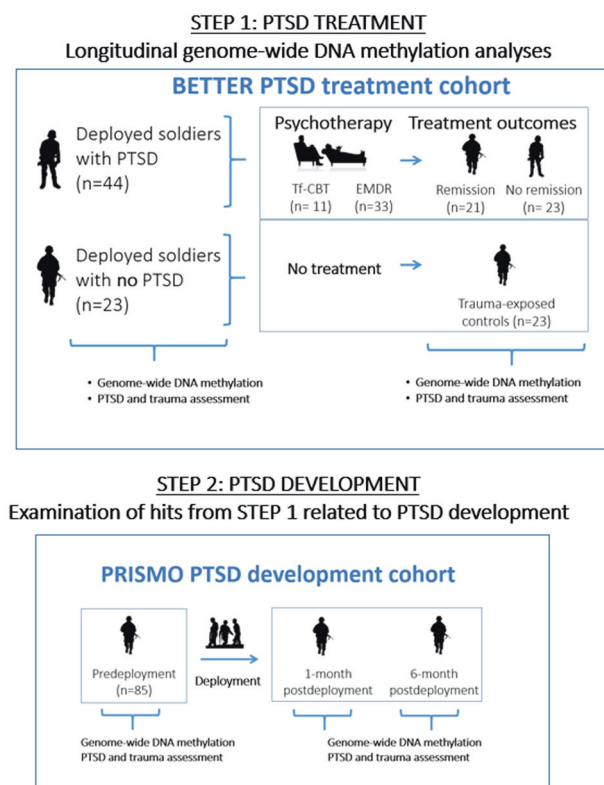 STEP 1: PTSD TREATMENT
Longitudinal genome-wide DNA methylation analyses
BETTER PTSD treatment cohort
Deployed soldiers
with PTSD
(n=44)
Psychotherapy
Treatment outcomes
Tf-CBT
(n= 11)
EMDR
(n=33)
Remission
(n=21)
No remission
(n= 23)
Deployed soldiers
with no PTSD
(n=23)
No treatment
Trauma-exposed
controls (n=23)
• Genome-wide DNA methylation
• PTSD and trauma assessment
• Genome-wide DNA methylation
• PTSD and trauma assessment
STEP 2: PTSD DEVELOPMENT
Examination of hits from STEP 1 related to PTSD development
PRISMO PTSD development cohort
Predeployment
(n=85)
Deployment
1-month
postdeployment
6-month
postdeployment
Genome-wide DNA methylation
PTSD and trauma assessment
Genome-wide DNA methylation
PTSD and trauma assessment